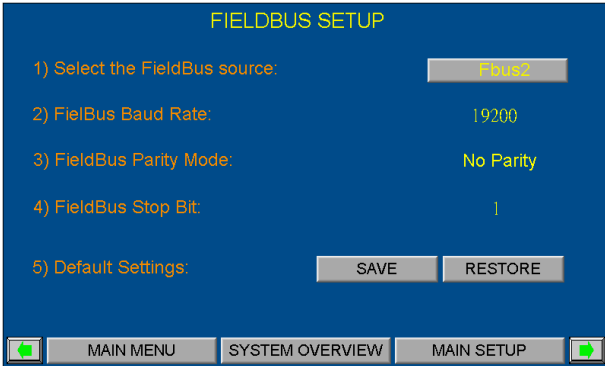 FIELDBUS SETUP
1) Select the FieldBus source: Fbus2
2) FielBus Baud Rate: 19200
3) FieldBus Parity Mode: No Parity
4) FieldBus Stop Bit: 1
5) Default Settings: SAVE RESTORE
MAIN MENU SYSTEM OVERVIEW MAIN SETUP